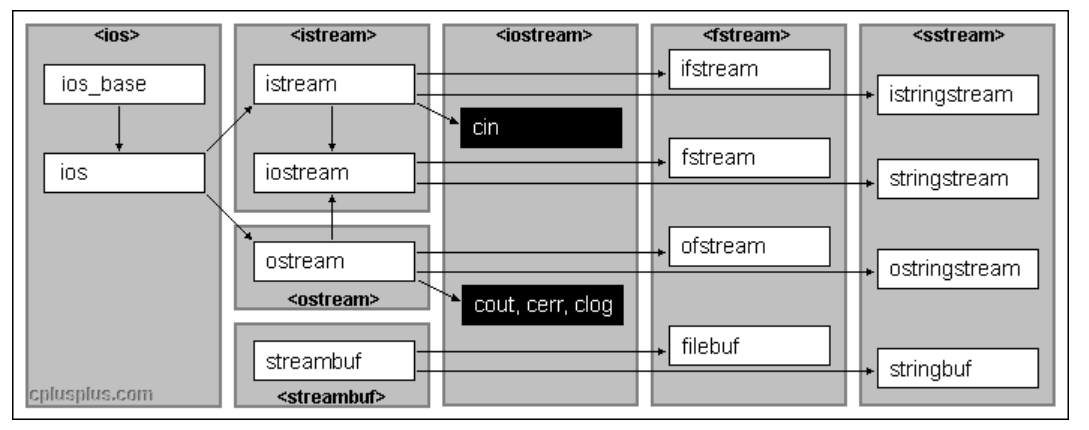 <ios>
ios_base
ios
cplusplus.com
<istream>
istream
iostream
ostream
<ostream>
streambuf
<streambuf>
<iostream>
cin
cout, cerr, clog
<fstream>
ifstream
fstream
ofstream
filebuf
<sstream>
istringstream
stringstream
ostringstream
stringbuf